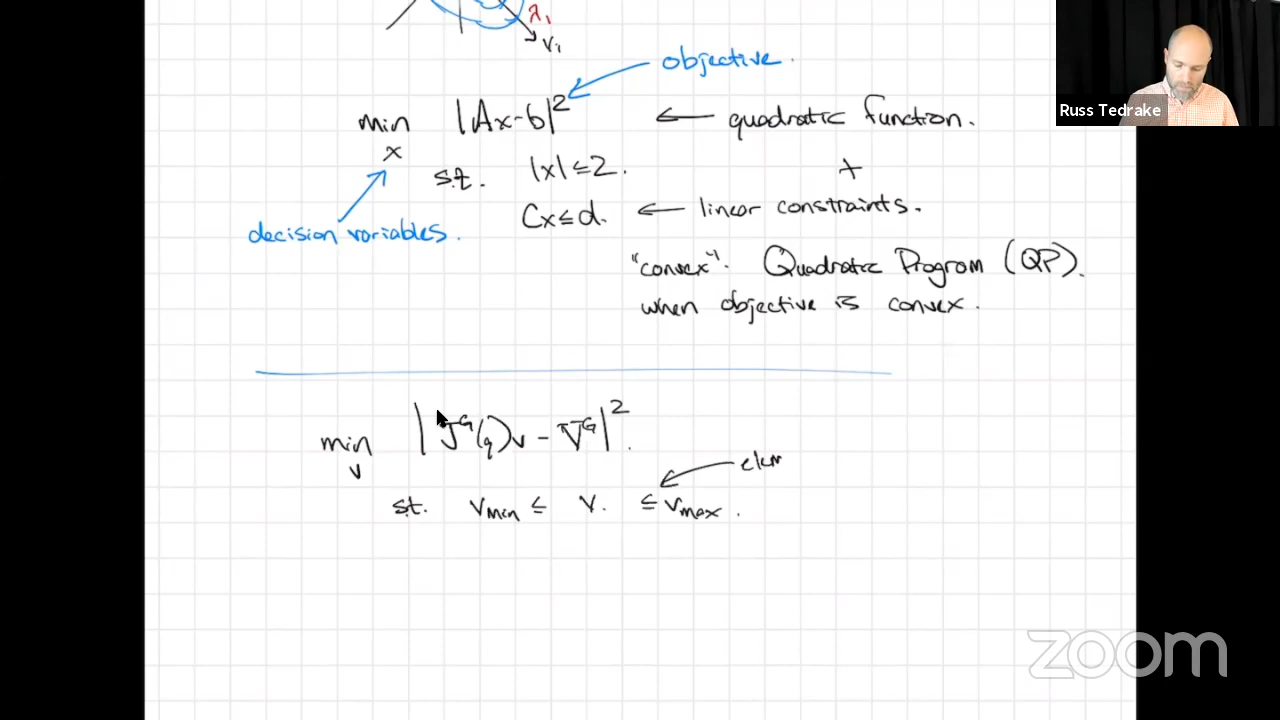 λ₁
v₁
objective.
min |Ax-b|² ← quadratic function.
x
+
s.t. |x| ≤ 2.
Cx ≤ d. ← linear constraints.
decision variables.
"convex". Quadratic Program (QP).
when objective is convex.
min | J^G(q)v - V^G |².
v
elem
s.t. v_min ≤ v. ≤ v_max.
Russ Tedrake
zoom